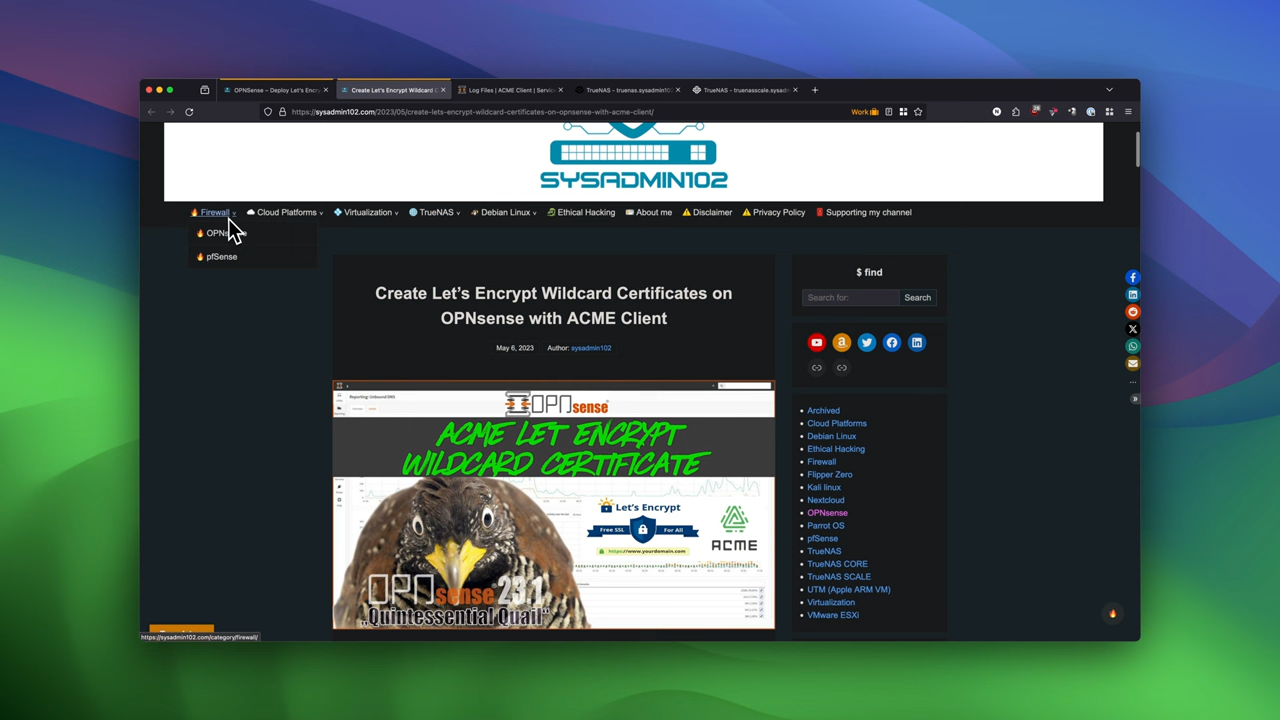 OPNSense – Deploy Let's Encry
Create Let's Encrypt Wildcard C
Log Files | ACME Client | Service
TrueNAS - truenas.sysadmin102
TrueNAS - truenasscale.sysadm
https://sysadmin102.com/2023/05/create-lets-encrypt-wildcard-certificates-on-opnsense-with-acme-client/
Work
SYSADMIN102
Firewall
Cloud Platforms
Virtualization
TrueNAS
Debian Linux
Ethical Hacking
About me
Disclaimer
Privacy Policy
Supporting my channel
pfSense
Create Let's Encrypt Wildcard Certificates on
OPNsense with ACME Client
May 6, 2023
Author: sysadmin102
$ find
Search for:
Search
Reporting: Unbound DNS
OPNsense
ACME LET ENCRYPT
WILDCARD CERTIFICATE
Let's Encrypt
Free SSL
For All
https://www.yourdomain.com
ACME
OPNsense 23.1
"Quintessential Quail"
Archived
Cloud Platforms
Debian Linux
Ethical Hacking
Firewall
Flipper Zero
Kali linux
Nextcloud
OPNsense
Parrot OS
pfSense
TrueNAS
TrueNAS CORE
TrueNAS SCALE
UTM (Apple ARM VM)
Virtualization
VMware ESXi
https://sysadmin102.com/category/firewall/